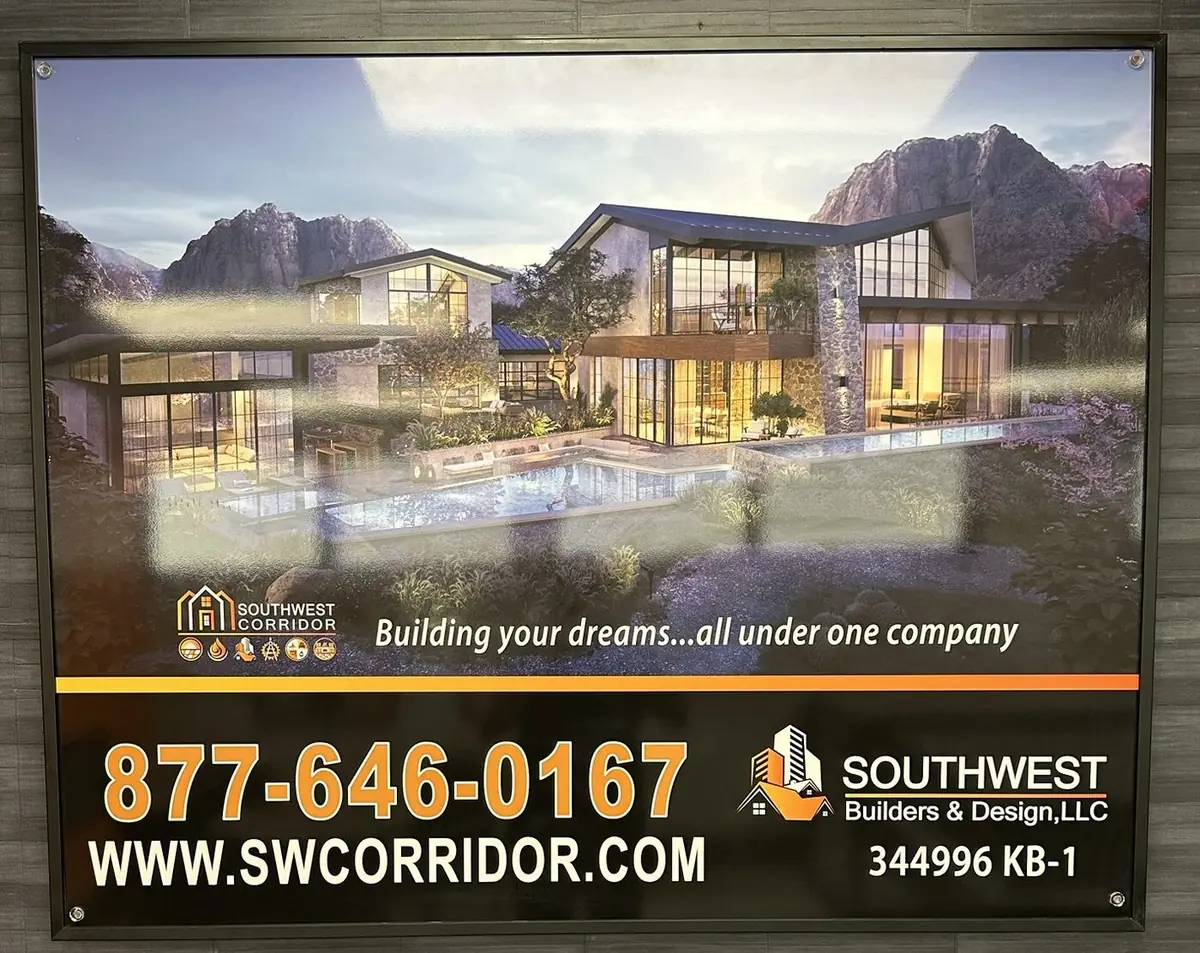 SOUTHWEST
CORRIDOR
Building your dreams...all under one company
877-646-0167
WWW.SWCORRIDOR.COM
SOUTHWEST
Builders & Design,LLC
344996 KB-1